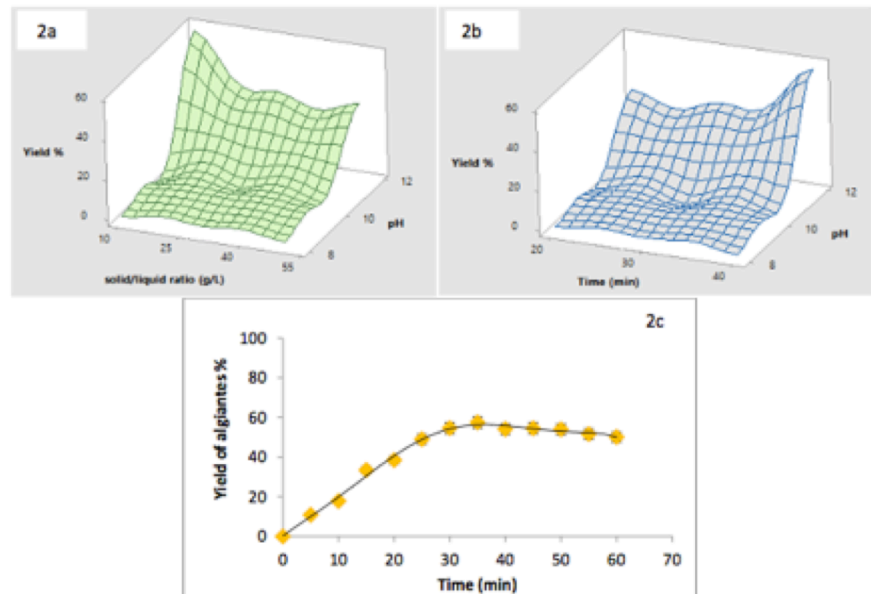 2a
60
40
Yield %
20
0
10
25
40
55
solid/liquid ratio (g/L)
8
10
12
pH
2b
60
40
Yield %
20
0
20
30
40
Time (min)
8
10
12
pH
2c
100
80
60
40
20
0
Yield of algiantes %
0 10 20 30 40 50 60 70
Time (min)